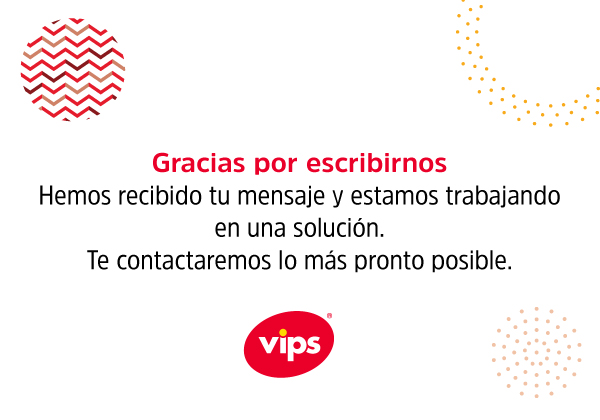 Gracias por escribirnos
Hemos recibido tu mensaje y estamos trabajando
en una solución.
Te contactaremos lo más pronto posible.
vips®